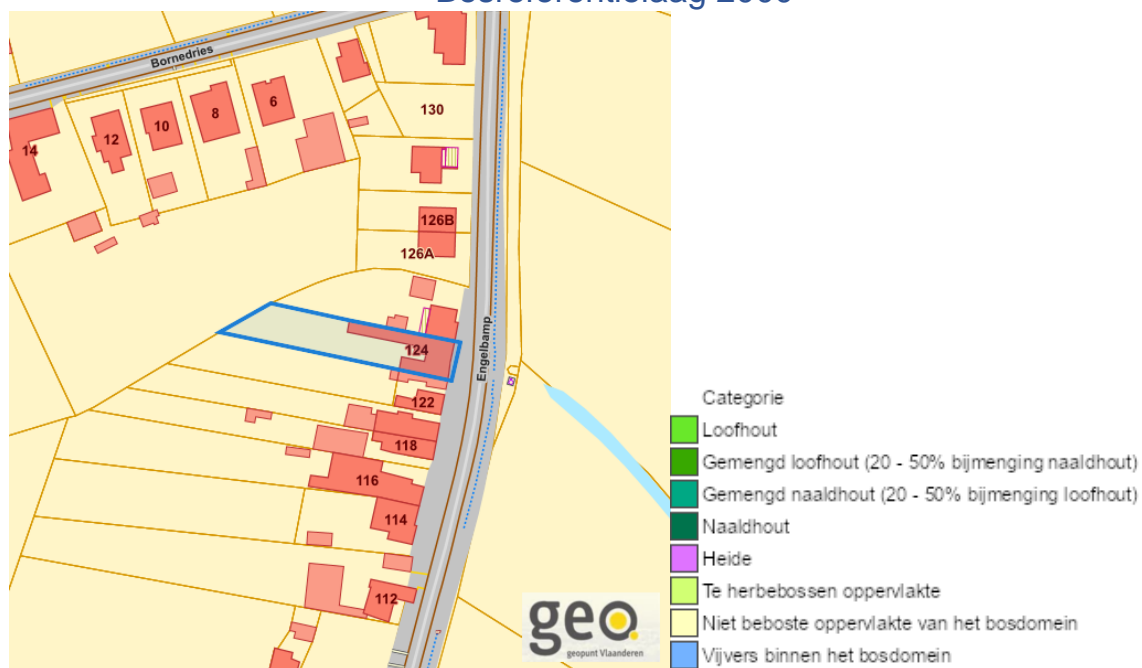 Bosreferentielaag 2000
Bornedries
6
8
10
12
14
130
126B
126A
124
Engelbamp
122
118
116
114
112
geo.
geopunt Vlaanderen
Categorie
Loofhout
Gemengd loofhout (20 - 50% bijmenging naaldhout)
Gemengd naaldhout (20 - 50% bijmenging loofhout)
Naaldhout
Heide
Te herbebossen oppervlakte
Niet beboste oppervlakte van het bosdomein
Vijvers binnen het bosdomein